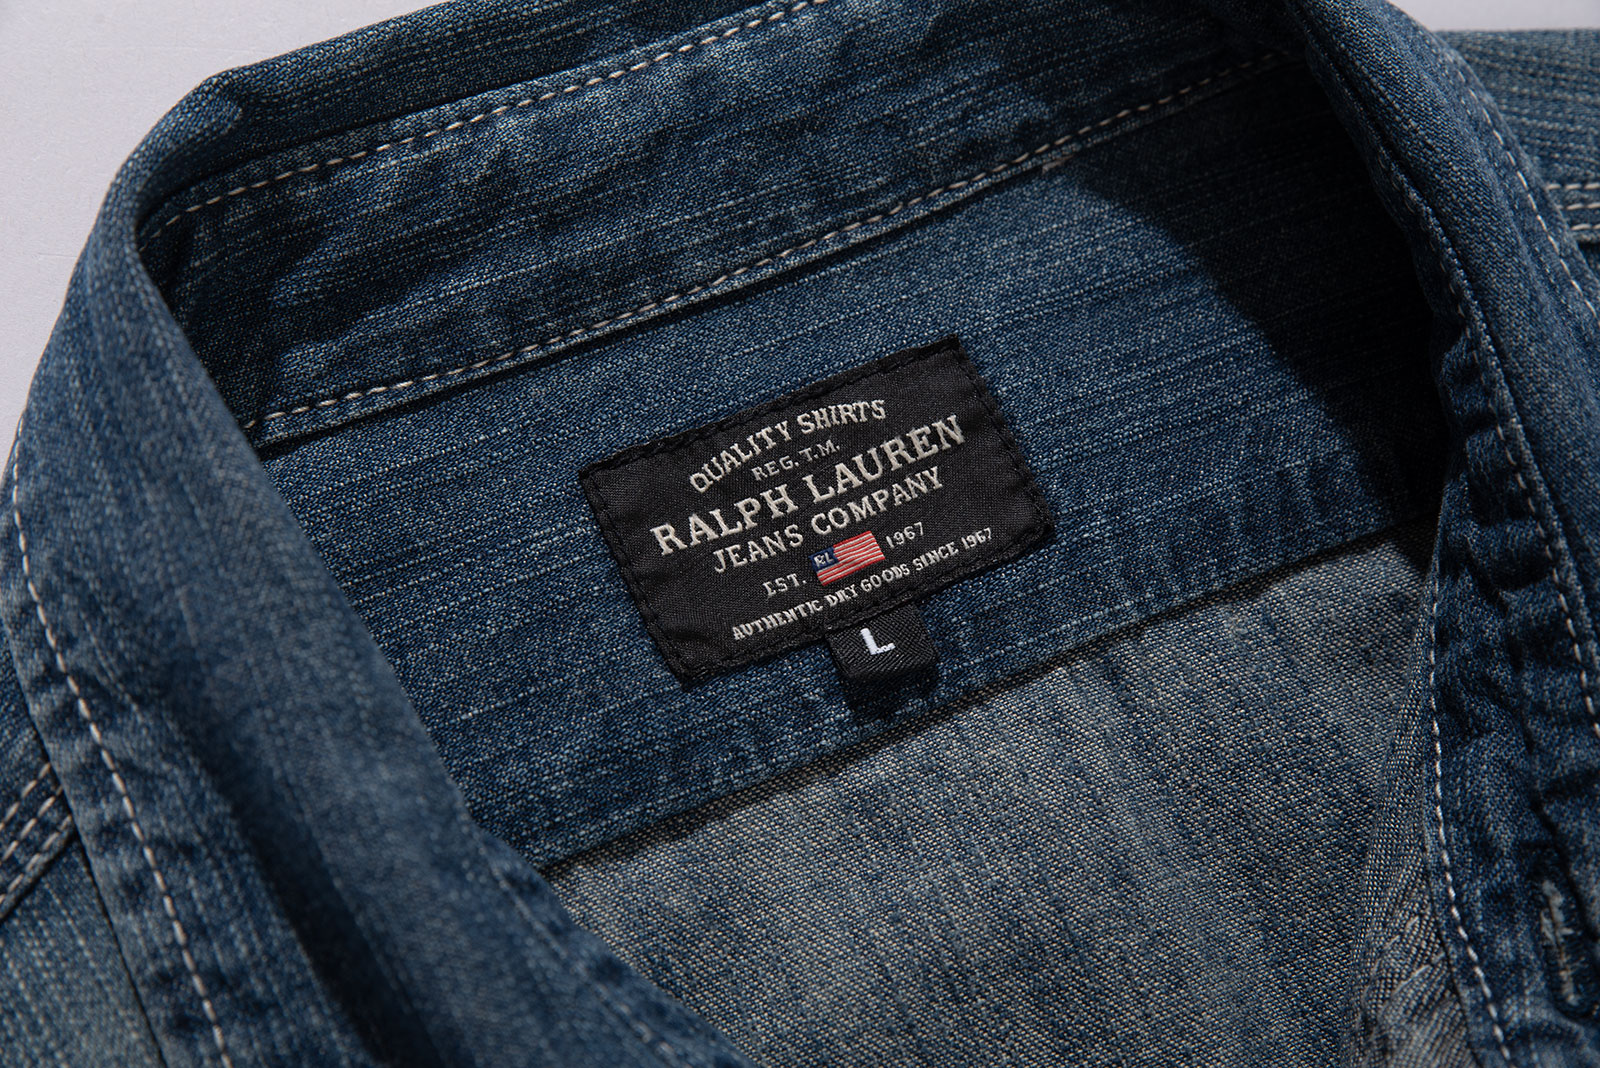 QUALITY SHIRTS
REG. T.M.
RALPH LAUREN
JEANS COMPANY
EST. RL 1967
AUTHENTIC DRY GOODS SINCE 1967
L